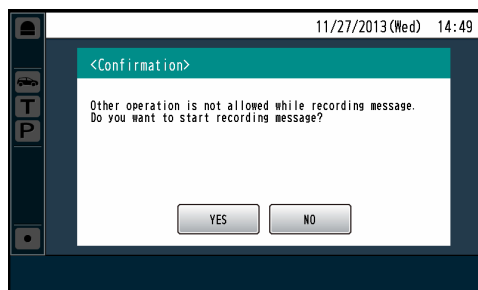 11/27/2013(Wed) 14:49
<Confirmation>
Other operation is not allowed while recording message.
Do you want to start recording message?
T
P
YES NO